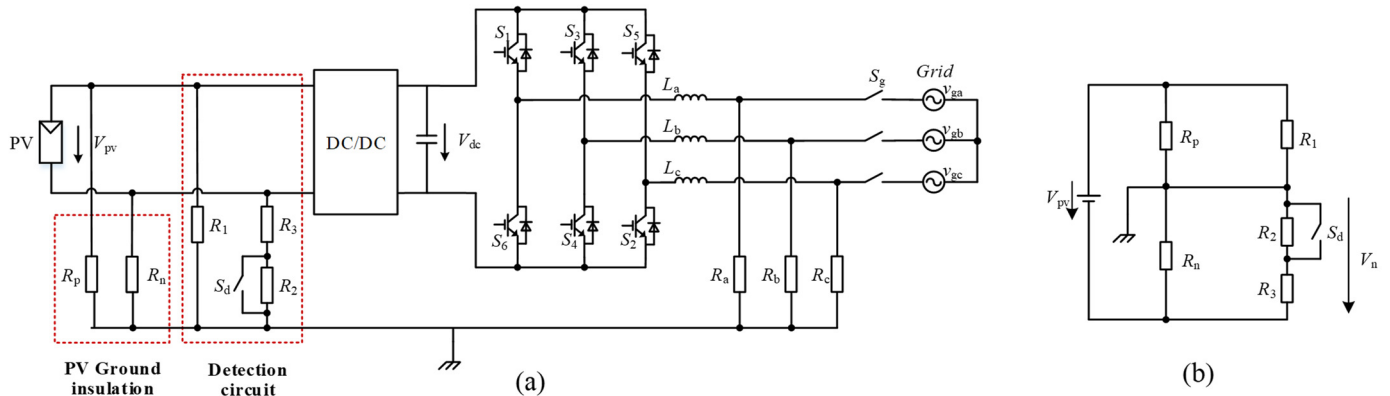 S1
S3
S5
Sg
Grid
La
vga
PV
Vpv
DC/DC
Vdc
Lb
vgb
Lc
vgc
R1
R3
S6
S4
S2
Rp
Rn
Sd
R2
Ra
Rb
Rc
PV Ground
insulation
Detection
circuit
(a)
Rp
R1
Vpv
R2
Sd
Rn
Vn
R3
(b)